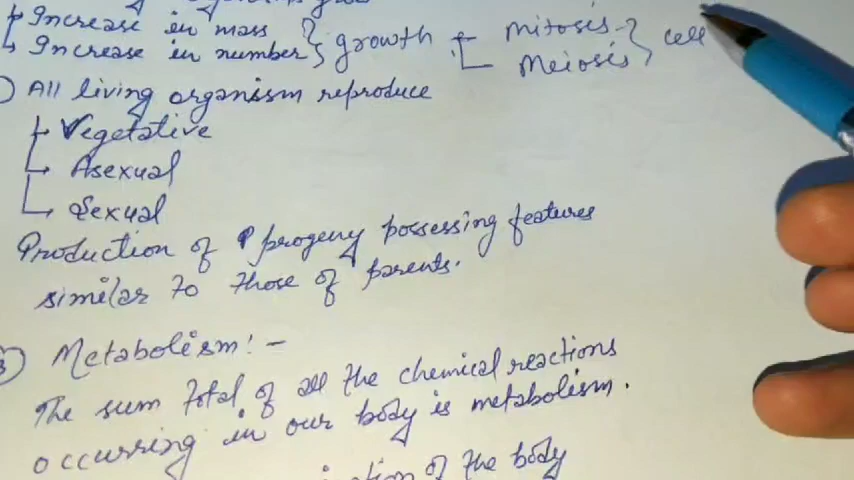 Increase in mass
Increase in number } growth mitosis
Meiosis } cell
All living organism reproduce
Vegetative
Asexual
Sexual
Production of progeny possessing features
similar to those of parents.
Metabolism:-
The sum total of all the chemical reactions
occurring in our body is metabolism.
of the body